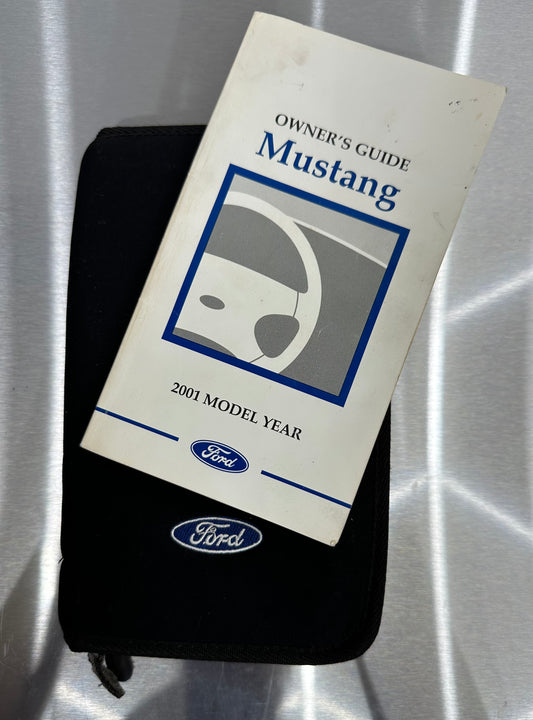 OWNER'S GUIDE
Mustang
2001 MODEL YEAR
Ford
Ford